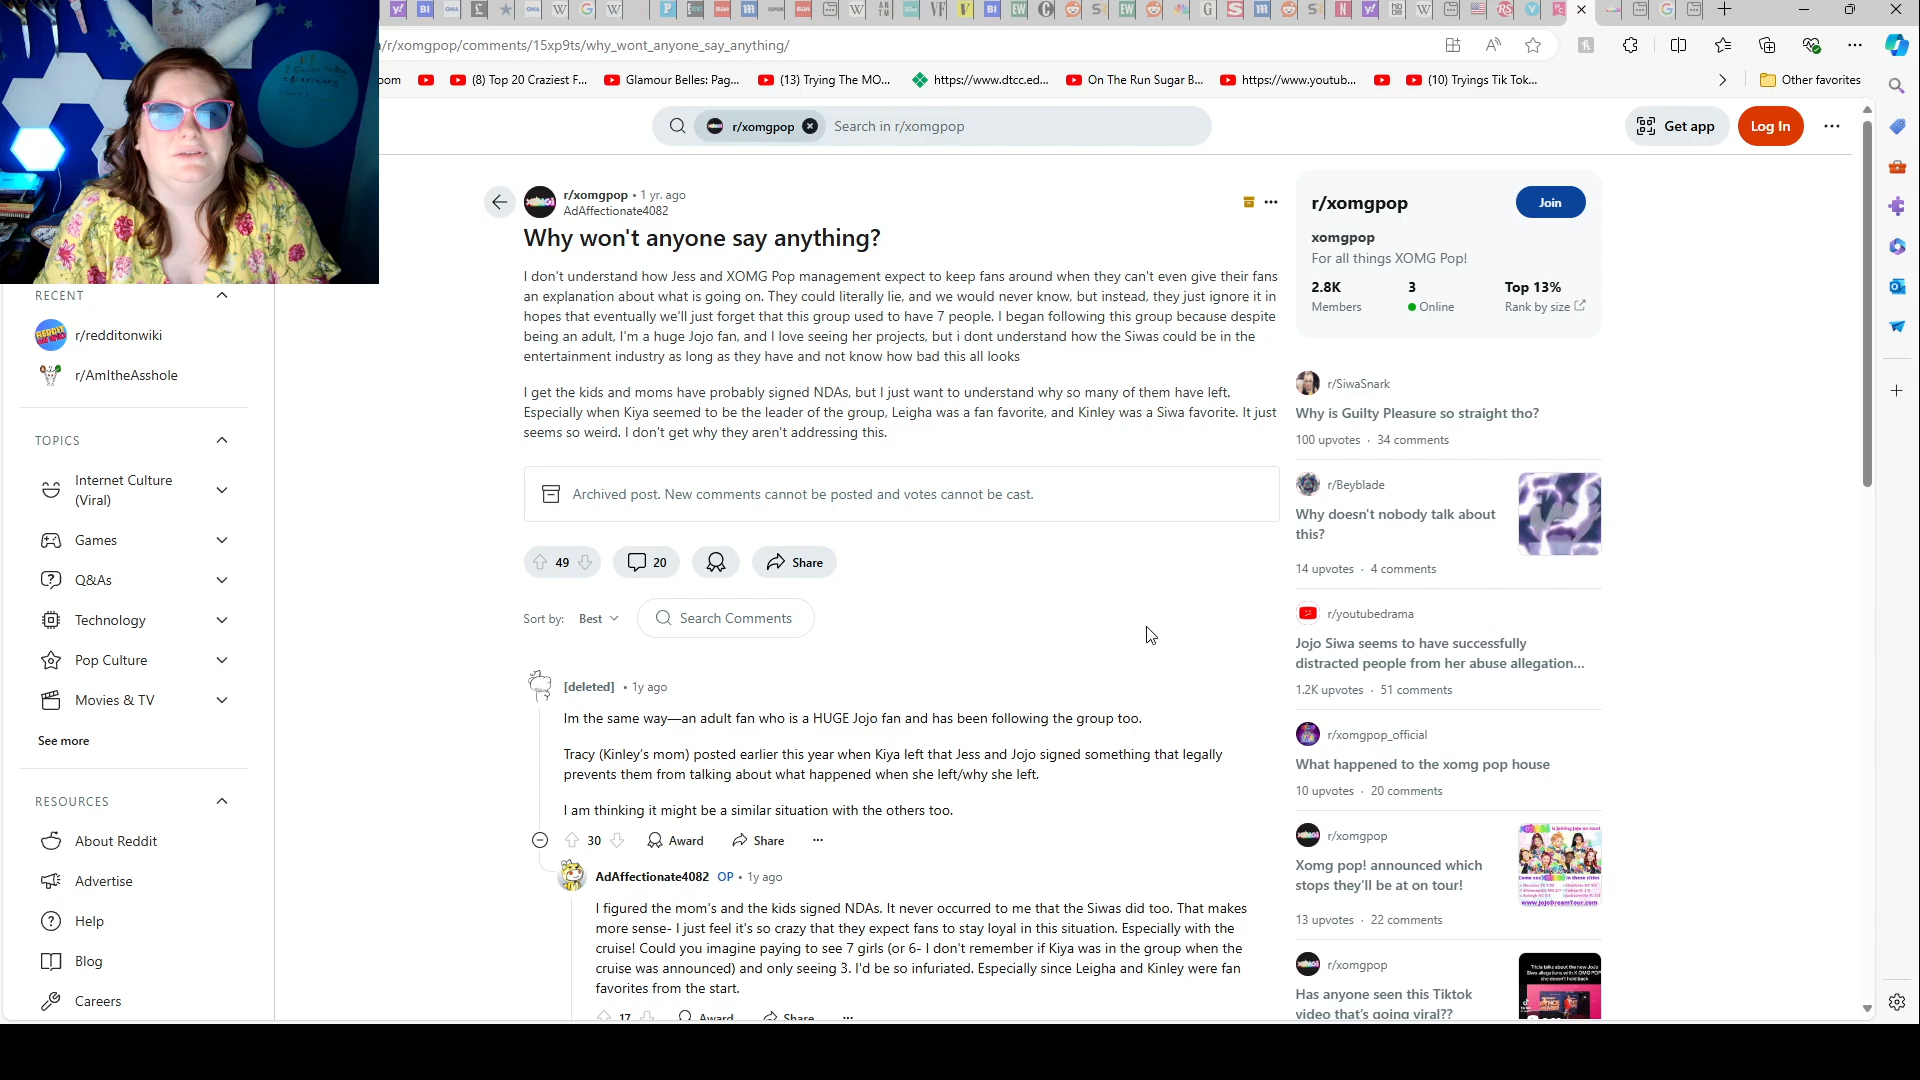 /r/xomgpop/comments/15xp9ts/why_wont_anyone_say_anything/
oom
(8) Top 20 Craziest F...
Glamour Belles: Pag...
(13) Trying The MO...
https://www.dtcc.ed...
On The Run Sugar B...
https://www.youtub...
(10) Tryings Tik Tok...
Other favorites
r/xomgpop
Search in r/xomgpop
Get app
Log In
RECENT
r/redditonwiki
r/AmItheAsshole
TOPICS
Internet Culture
(Viral)
Games
Q&As
Technology
Pop Culture
Movies & TV
See more
RESOURCES
About Reddit
Advertise
Help
Blog
Careers
r/xomgpop • 1 yr. ago
AdAffectionate4082
Why won't anyone say anything?
I don't understand how Jess and XOMG Pop management expect to keep fans around when they can't even give their fans
an explanation about what is going on. They could literally lie, and we would never know, but instead, they just ignore it in
hopes that eventually we'll just forget that this group used to have 7 people. I began following this group because despite
being an adult, I'm a huge Jojo fan, and I love seeing her projects, but i dont understand how the Siwas could be in the
entertainment industry as long as they have and not know how bad this all looks
I get the kids and moms have probably signed NDAs, but I just want to understand why so many of them have left.
Especially when Kiya seemed to be the leader of the group, Leigha was a fan favorite, and Kinley was a Siwa favorite. It just
seems so weird. I don't get why they aren't addressing this.
Archived post. New comments cannot be posted and votes cannot be cast.
49
20
Share
Sort by: Best
Search Comments
[deleted] • 1y ago
Im the same way—an adult fan who is a HUGE Jojo fan and has been following the group too.
Tracy (Kinley's mom) posted earlier this year when Kiya left that Jess and Jojo signed something that legally
prevents them from talking about what happened when she left/why she left.
I am thinking it might be a similar situation with the others too.
30 Award Share
AdAffectionate4082 OP • 1y ago
I figured the mom's and the kids signed NDAs. It never occurred to me that the Siwas did too. That makes
more sense- I just feel it's so crazy that they expect fans to stay loyal in this situation. Especially with the
cruise! Could you imagine paying to see 7 girls (or 6- I don't remember if Kiya was in the group when the
cruise was announced) and only seeing 3. I'd be so infuriated. Especially since Leigha and Kinley were fan
favorites from the start.
17 Award Share
r/xomgpop
Join
xomgpop
For all things XOMG Pop!
2.8K
3
Top 13%
Members
Online
Rank by size
r/SiwaSnark
Why is Guilty Pleasure so straight tho?
100 upvotes · 34 comments
r/Beyblade
Why doesn't nobody talk about
this?
14 upvotes · 4 comments
r/youtubedrama
Jojo Siwa seems to have successfully
distracted people from her abuse allegation...
1.2K upvotes · 51 comments
r/xomgpop_official
What happened to the xomg pop house
10 upvotes · 20 comments
r/xomgpop
Xomg pop! announced which
stops they'll be at on tour!
13 upvotes · 22 comments
www.JoJoDreamTour.com
r/xomgpop
Has anyone seen this Tiktok
video that's going viral??